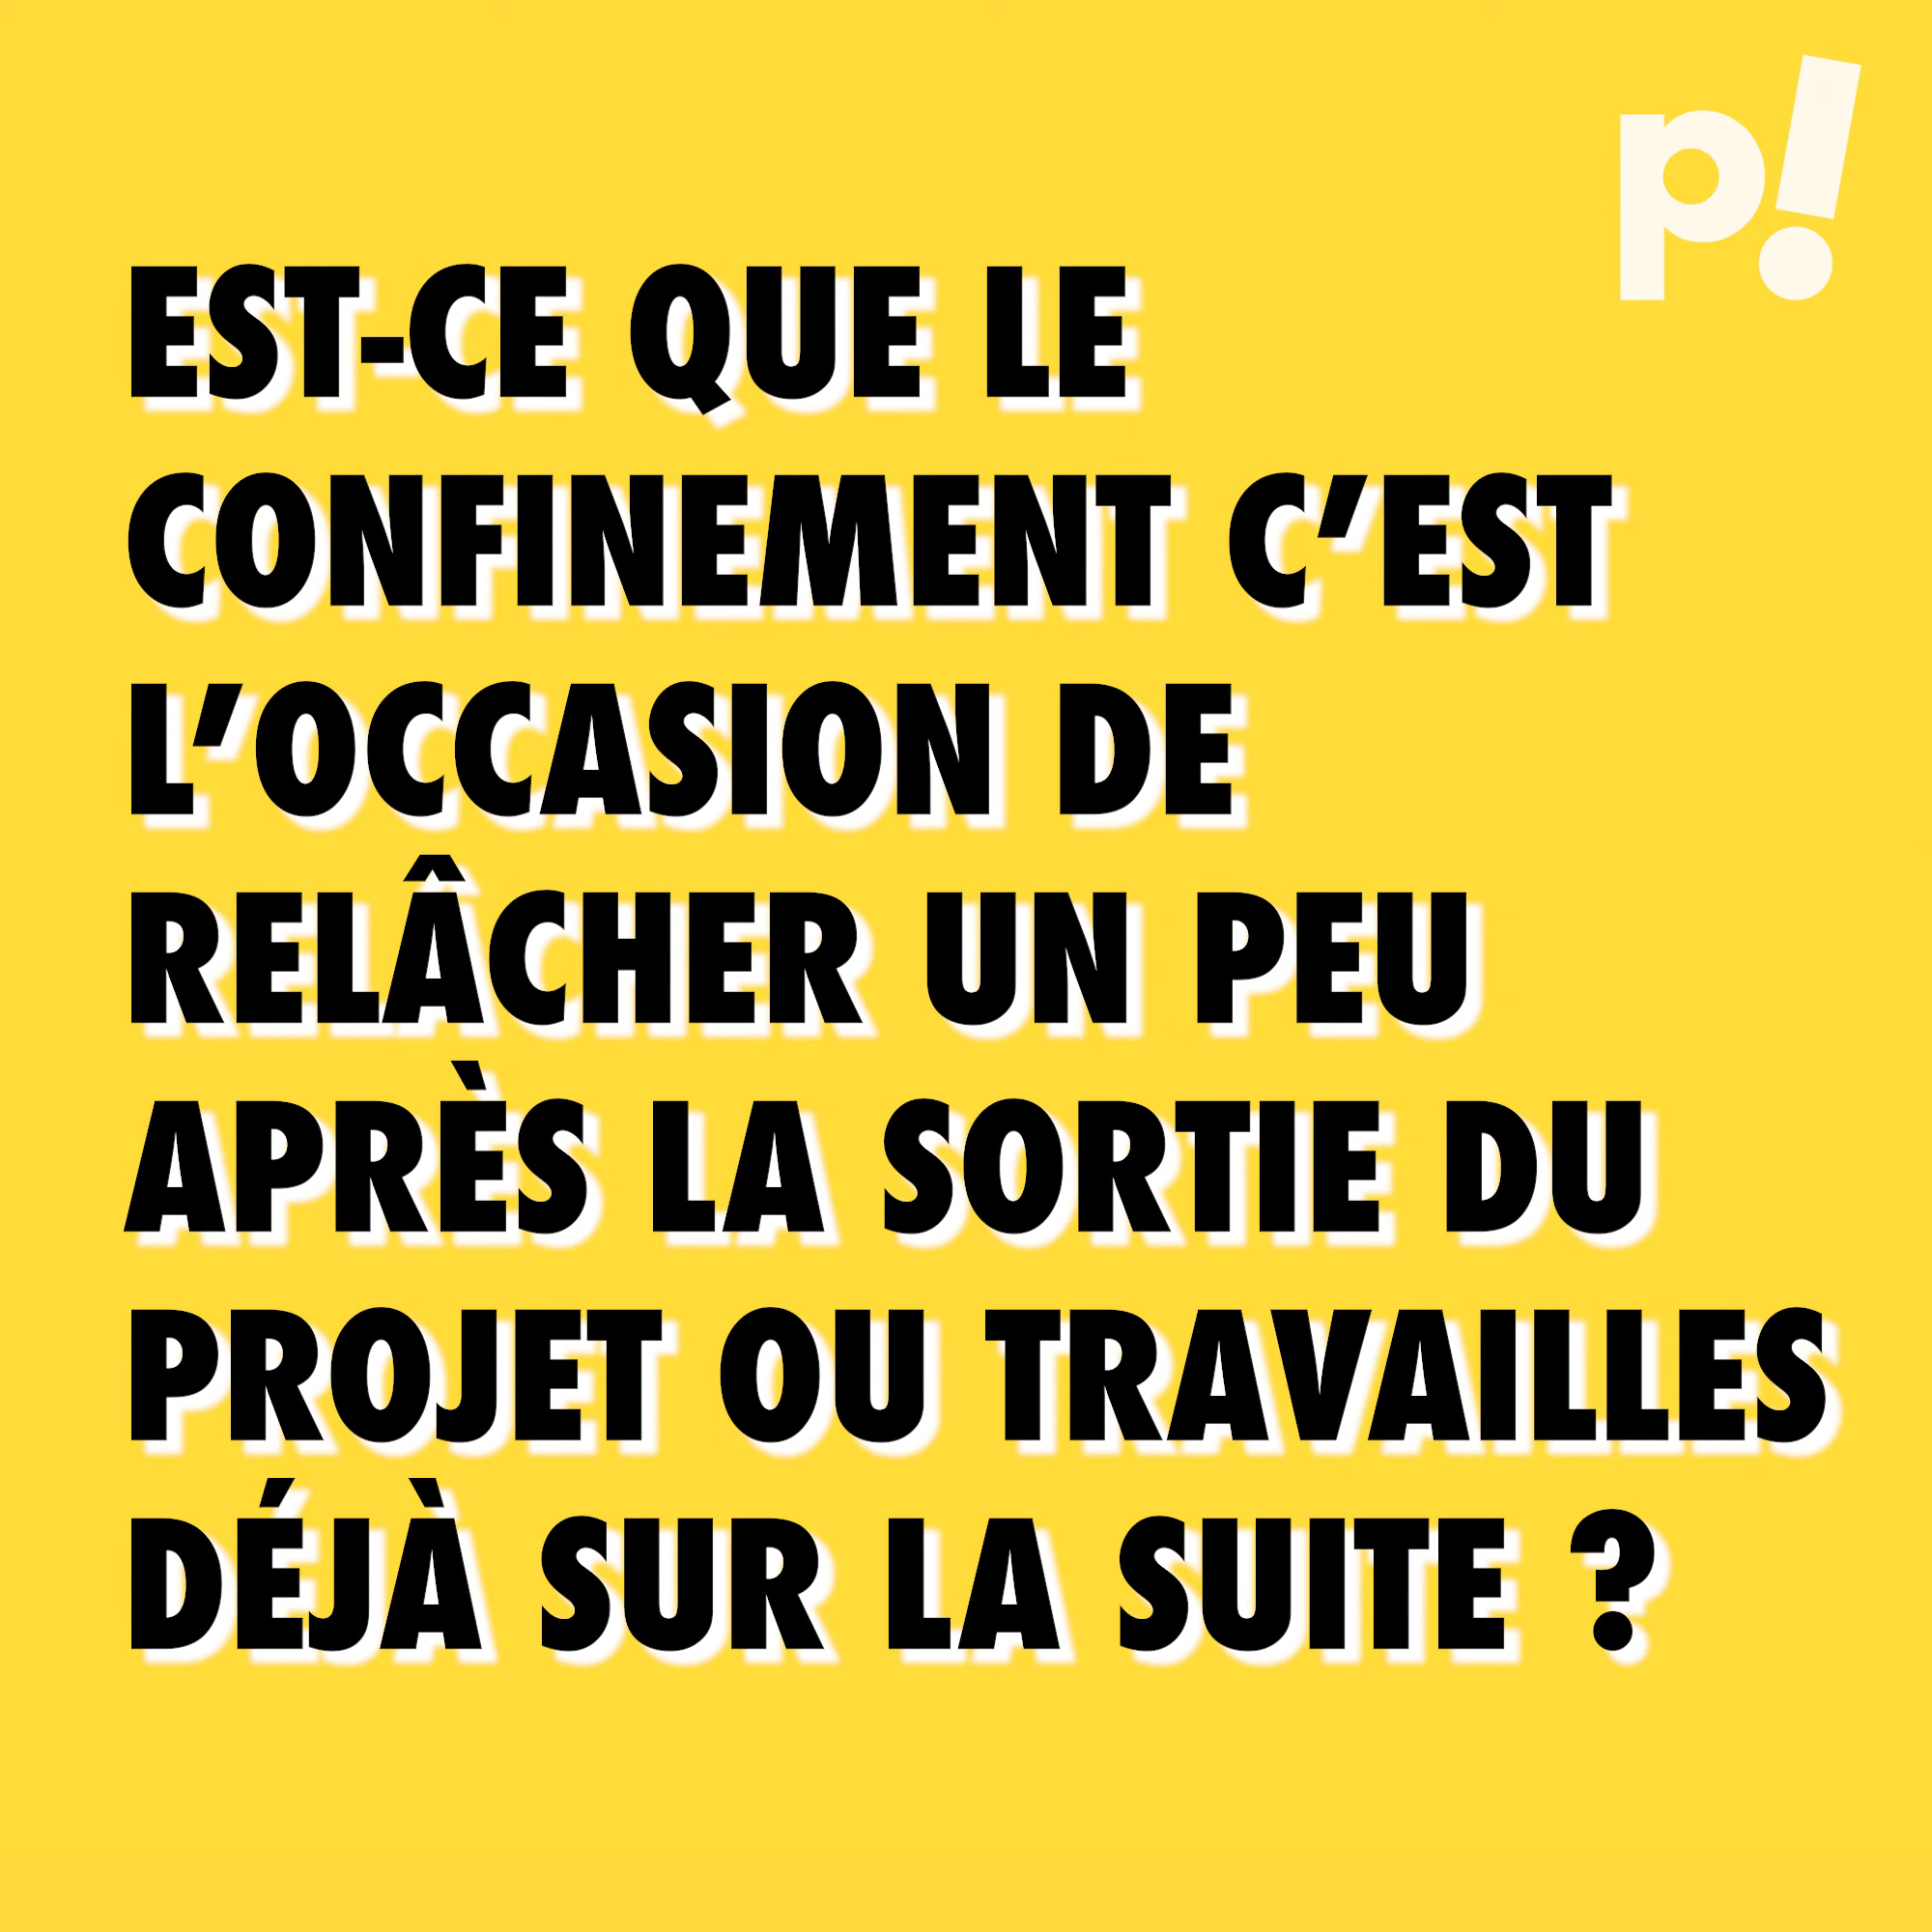 p!
EST-CE QUE LE
CONFINEMENT C’EST
L’OCCASION DE
RELÂCHER UN PEU
APRÈS LA SORTIE DU
PROJET OU TRAVAILLES
DÉJÀ SUR LA SUITE ?